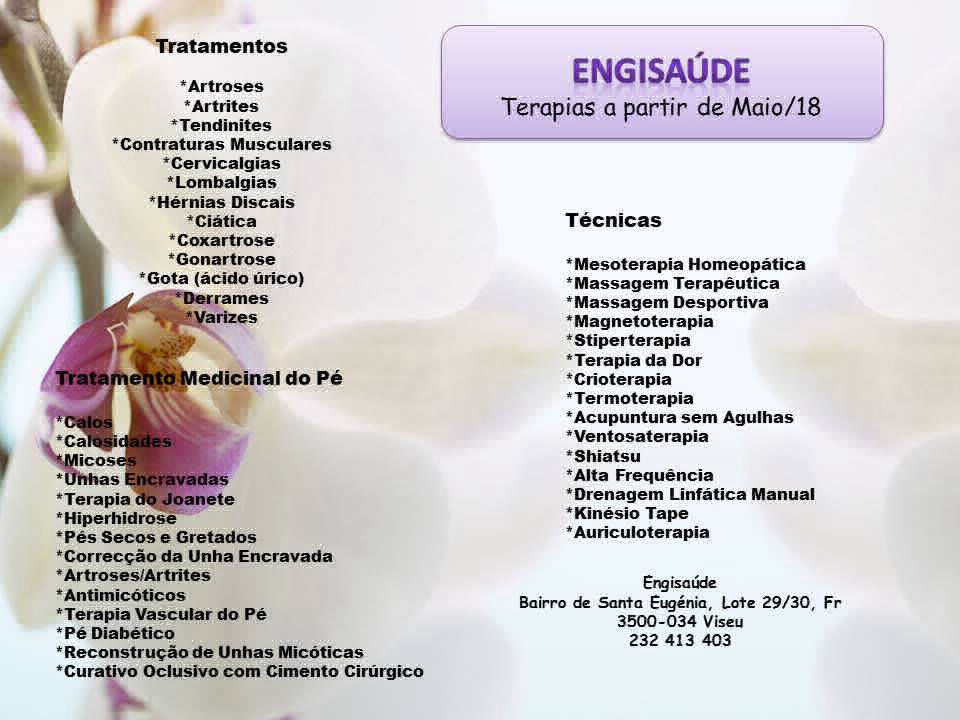 Tratamentos
*Artroses
*Artrites
*Tendinites
*Contraturas Musculares
*Cervicalgias
*Lombalgias
*Hérnias Discais
*Ciática
*Coxartrose
*Gonartrose
*Gota (ácido úrico)
*Derrames
*Varizes
Tratamento Medicinal do Pé
*Calos
*Calosidades
*Micoses
*Unhas Encravadas
*Terapia do Joanete
*Hiperhidrose
*Pés Secos e Gretados
*Correcção da Unha Encravada
*Artroses/Artrites
*Antimicóticos
*Terapia Vascular do Pé
*Pé Diabético
*Reconstrução de Unhas Micóticas
*Curativo Oclusivo com Cimento Cirúrgico
ENGISAÚDE
Terapias a partir de Maio/18
Técnicas
*Mesoterapia Homeopática
*Massagem Terapêutica
*Massagem Desportiva
*Magnetoterapia
*Stiperterapia
*Terapia da Dor
*Crioterapia
*Termoterapia
*Acupuntura sem Agulhas
*Ventosaterapia
*Shiatsu
*Alta Frequência
*Drenagem Linfática Manual
*Kinésio Tape
*Auriculoterapia
Engisaúde
Bairro de Santa Eugénia, Lote 29/30, Fr
3500-034 Viseu
232 413 403